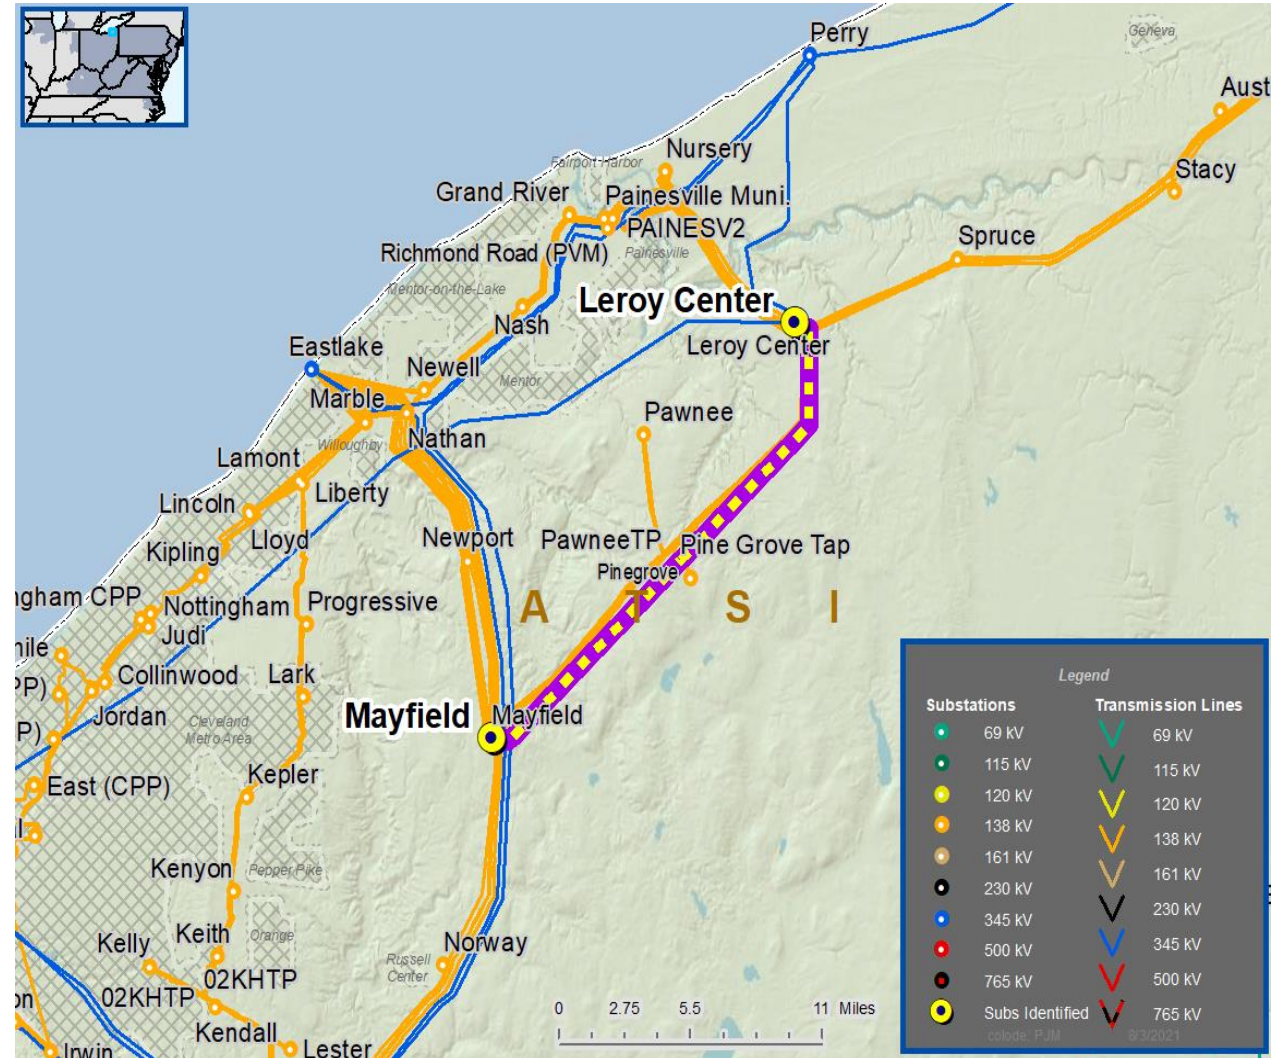 Perry
Geneva
Aust
Nursery
Stacy
Fairport Harbor
Grand River
Painesville Muni.
PAINESV2
Spruce
Richmond Road (PVM)
Painesville
Mentor-on-the-Lake
Leroy Center
Nash
Leroy Center
Eastlake
Newell
Mentor
Marble
Pawnee
Willoughby
Nathan
Lamont
Liberty
Lincoln
Lloyd
Newport
PawneeTP
Pine Grove Tap
Kipling
Pinegrove
ngham CPP
Nottingham
Progressive
A T S I
Judi
nile
Collinwood
Lark
P)
Jordan
Mayfield
Mayfield
Cleveland
Metro Area
P)
Kepler
East (CPP)
Kenyon
Pepper Pike
Keith
Orange
Kelly
Norway
Russell
Center
02KHTP
02KHTP
on
Kendall
Irwin
Lester
0 2.75 5.5 11 Miles
Legend
Substations
69 kV
115 kV
120 kV
138 kV
161 kV
230 kV
345 kV
500 kV
765 kV
Subs Identified
Transmission Lines
69 kV
115 kV
120 kV
138 kV
161 kV
230 kV
345 kV
500 kV
765 kV
colode: PJM
8/3/2021